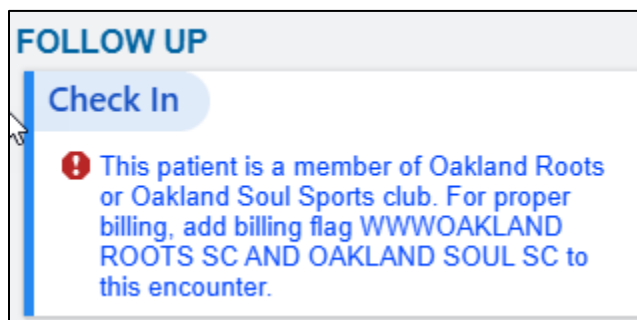 FOLLOW UP
Check In
This patient is a member of Oakland Roots
or Oakland Soul Sports club. For proper
billing, add billing flag WWWOAKLAND
ROOTS SC AND OAKLAND SOUL SC to
this encounter.